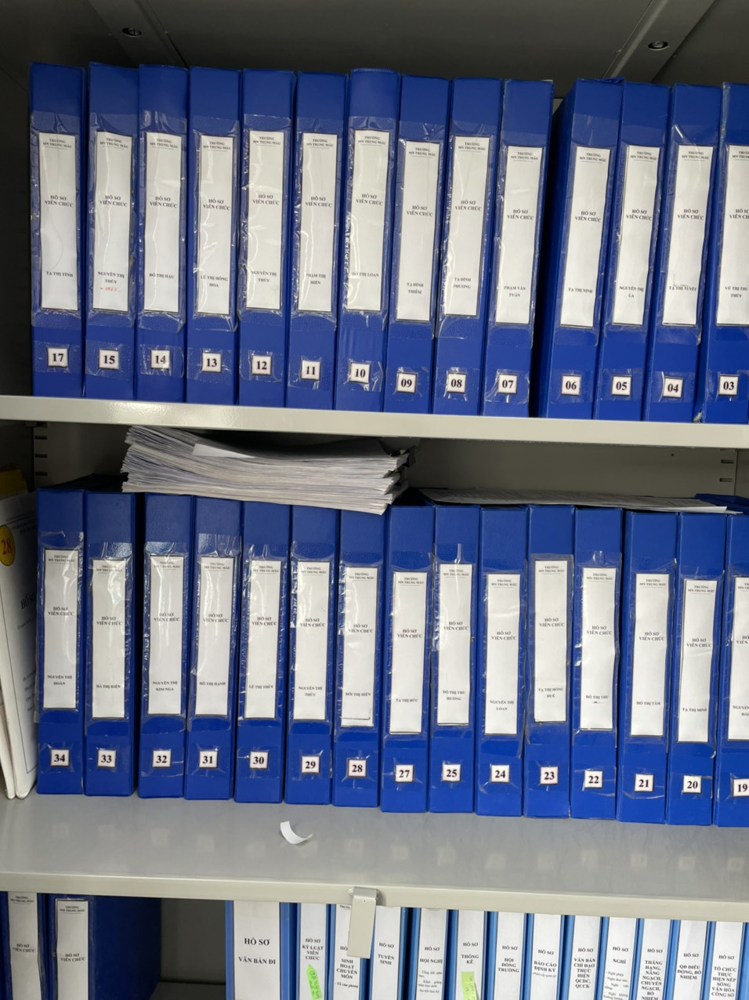 TRƯỜNG
MN TRUNG MẦU
HỒ SƠ
VIÊN CHỨC
TẠ THỊ TÌNH
17
TRƯỜNG
MN TRUNG MẦU
HỒ SƠ
VIÊN CHỨC
NGUYỄN THỊ
THỦY
15
TRƯỜNG
MN TRUNG MẦU
HỒ SƠ
VIÊN CHỨC
ĐỖ THỊ HẬU
14
TRƯỜNG
MN TRUNG MẦU
HỒ SƠ
VIÊN CHỨC
LÊ THỊ HỒNG
HOA
13
TRƯỜNG
MN TRUNG MẦU
HỒ SƠ
VIÊN CHỨC
NGUYỄN THỊ
THÚY
12
TRƯỜNG
MN TRUNG MẦU
HỒ SƠ
VIÊN CHỨC
PHẠM THỊ
HIỀN
11
TRƯỜNG
MN TRUNG MẦU
HỒ SƠ
VIÊN CHỨC
THỊ LOAN
10
TRƯỜNG
MN TRUNG MẦU
HỒ SƠ
VIÊN CHỨC
TẠ ĐÌNH
THIÊM
09
TRƯỜNG
MN TRUNG MẦU
HỒ SƠ
VIÊN CHỨC
TẠ ĐÌNH
PHƯƠNG
08
TRƯỜNG
MN TRUNG MẦU
HỒ SƠ
VIÊN CHỨC
PHẠM VĂN
TUẤN
07
TRƯỜNG
MN TRUNG MẦU
HỒ SƠ
VIÊN CHỨC
TẠ THỊ NINH
06
TRƯỜNG
MN TRUNG MẦU
HỒ SƠ
VIÊN CHỨC
NGUYỄN THỊ
LA
05
TRƯỜNG
MN TRUNG MẦU
HỒ SƠ
VIÊN CHỨC
TẠ THỊ TUYẾT
04
TRƯỜNG
HỒ SƠ
VIÊN
VŨ THỊ THU
THỦY
03
28
TRƯỜNG
MN TRUNG MẦU
HỒ SƠ
VIÊN CHỨC
NGUYỄN THỊ
HOÀN
34
TRƯỜNG
MN TRUNG MẦU
HỒ SƠ
VIÊN CHỨC
HÀ THỊ HIÊN
33
TRƯỜNG
MN TRUNG MẦU
HỒ SƠ
VIÊN CHỨC
NGUYỄN THỊ
KIM NGA
32
TRƯỜNG
MN TRUNG MẦU
HỒ SƠ
VIÊN CHỨC
HỒ THỊ HẠNH
31
TRƯỜNG
MN TRUNG MẦU
HỒ SƠ
VIÊN CHỨC
LÊ THỊ THỦY
30
TRƯỜNG
MN TRUNG MẦU
HỒ SƠ
VIÊN CHỨC
NGUYỄN THỊ
THỦY
29
TRƯỜNG
MN TRUNG MẦU
HỒ SƠ
VIÊN CHỨC
THỊ HIÊN
28
TRƯỜNG
MN TRUNG MẦU
HỒ SƠ
VIÊN CHỨC
TẠ THỊ ĐỨC
27
TRƯỜNG
MN TRUNG MẦU
HỒ SƠ
VIÊN CHỨC
ĐỖ THỊ THU
HƯỜNG
25
TRƯỜNG
MN TRUNG MẦU
HỒ SƠ
VIÊN CHỨC
NGUYỄN THỊ
LOAN
24
TRƯỜNG
MN TRUNG MẦU
HỒ SƠ
VIÊN CHỨC
TẠ THỊ HỒNG
HUẾ
23
TRƯỜNG
MN TRUNG MẦU
HỒ SƠ
VIÊN CHỨC
ĐỖ THỊ THU
22
TRƯỜNG
MN TRUNG MẦU
HỒ SƠ
VIÊN CHỨC
HỒ THỊ TÂM
21
TRƯỜNG
MN TRUNG MẦU
HỒ SƠ
VIÊN CHỨC
TẠ THỊ MINH
20
19
HỒ SƠ
VIÊN CHỨC
TRƯỜNG
MN TRUNG MẦU
HỒ SƠ
VIÊN CHỨC
HỒ SƠ
VĂN BẢN ĐI
HỒ SƠ
KỶ LUẬT
VIÊN
CHỨC
SINH
HOẠT
CHUYÊN
MÔN
- Tổ văn phòng
HỒ SƠ
TUYỂN
SINH
HỒ SƠ
HỘI NGHỊ
HỒ SƠ
THỐNG
KÊ
HỒ SƠ
HỘI
ĐỒNG
TRƯỜNG
HỒ SƠ
BÁO CÁO
ĐỊNH KỲ
HỒ SƠ
VĂN BẢN
CHỈ ĐẠO
THỰC
HIỆN
QCDC,
QCCK
HỒ SƠ
NGHỈ
HỒ SƠ
THĂNG,
NÂNG
NGẠCH,
CHUYỂN
NGẠCH,
BỔ
NHIỆM
HỒ SƠ
QĐ ĐIỀU
ĐỘNG, BỔ
NHIỆM
HỒ SƠ
TỔ CHỨC
THỰC
HIỆN NẾP
SỐNG
VĂN HÓA
CÔNG SỞ